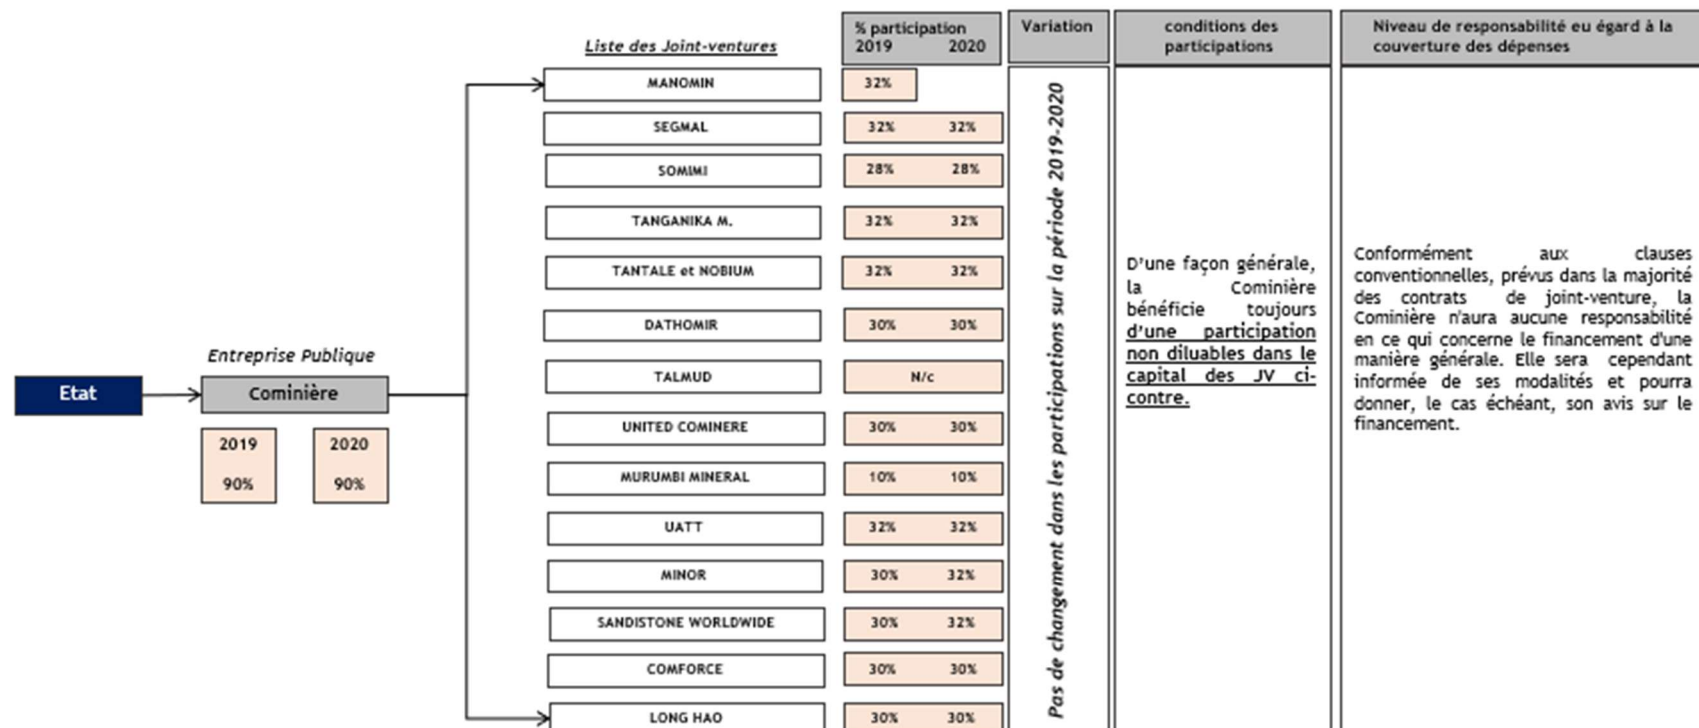 Liste des Joint-ventures
% participation
2019 2020
Variation
conditions des
participations
Niveau de responsabilité eu égard à la
couverture des dépenses
MANOMIN 32%
SEGMAL 32% 32%
SOMIMI 28% 28%
TANGANIKA M. 32% 32%
TANTALE et NOBIUM 32% 32%
DATHOMIR 30% 30%
TALMUD N/c
UNITED COMINERE 30% 30%
MURUMBI MINERAL 10% 10%
UATT 32% 32%
MINOR 30% 32%
SANDISTONE WORLDWIDE 30% 32%
COMFORCE 30% 30%
LONG HAO 30% 30%
Entreprise Publique
Etat
Cominière
2019 2020
90% 90%
Pas de changement dans les participations sur la période 2019-2020
D'une façon générale,
la Cominière
bénéficie toujours
d'une participation
non diluables dans le
capital des JV ci-
contre.
Conformément aux clauses
conventionnelles, prévus dans la majorité
des contrats de joint-venture, la
Cominière n'aura aucune responsabilité
en ce qui concerne le financement d'une
manière générale. Elle sera cependant
informée de ses modalités et pourra
donner, le cas échéant, son avis sur le
financement.